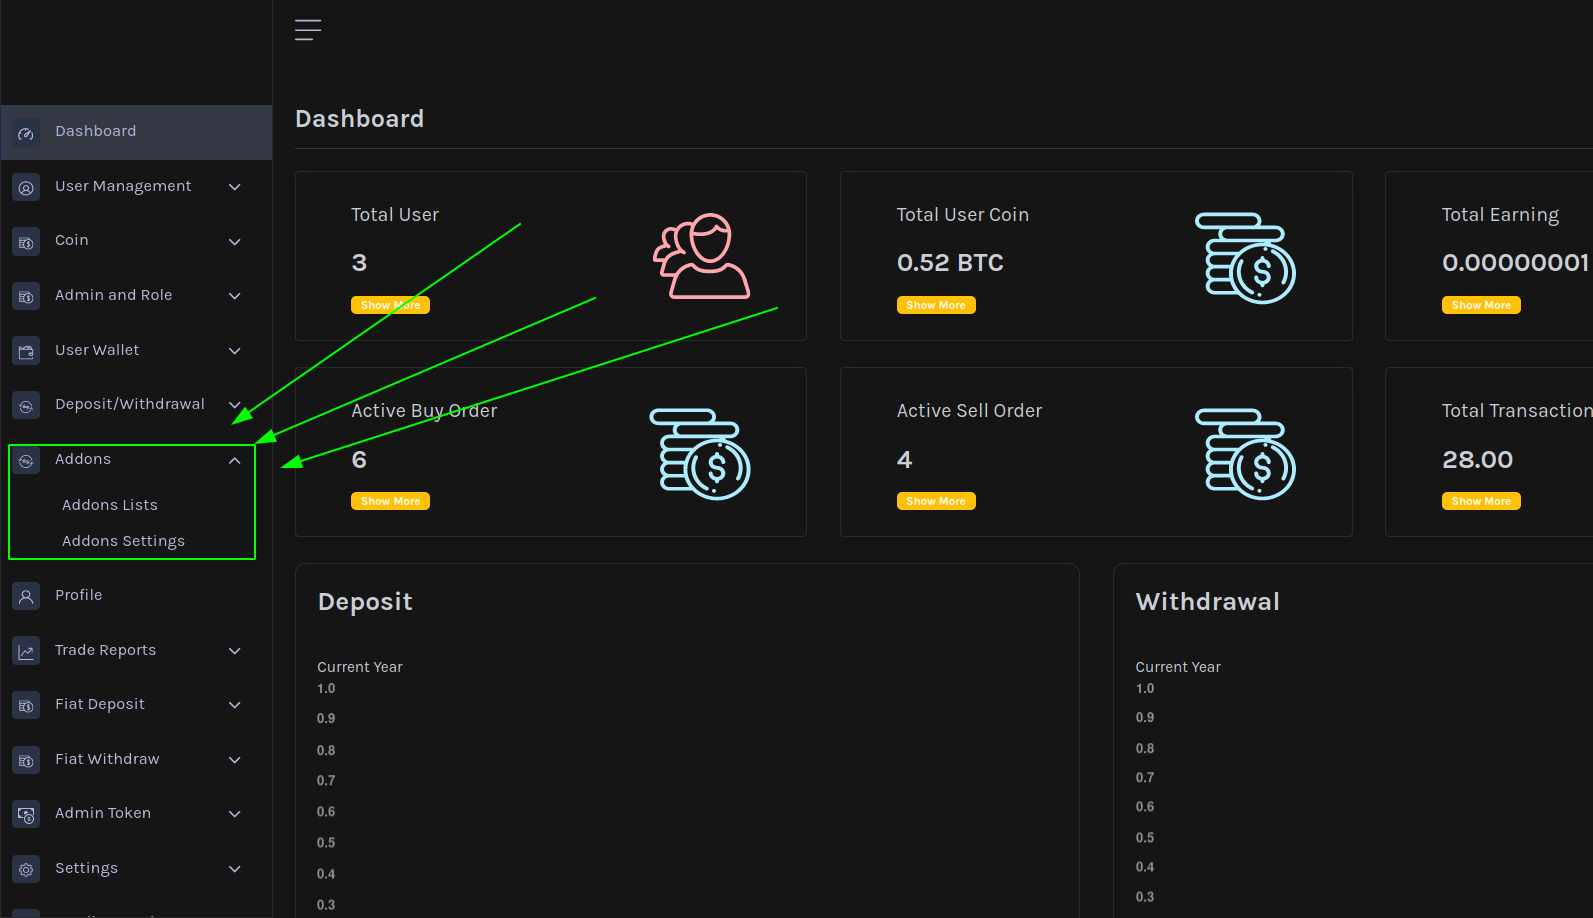 Dashboard
User Management
Coin
Admin and Role
User Wallet
Deposit/Withdrawal
Addons
Addons Lists
Addons Settings
Profile
Trade Reports
Fiat Deposit
Fiat Withdraw
Admin Token
Settings
Dashboard
Total User
3
Show More
Total User Coin
0.52 BTC
Show More
Total Earning
0.00000001
Show More
Active Buy Order
6
Show More
Active Sell Order
4
Show More
Total Transaction
28.00
Show More
Deposit
Current Year
1.0
0.9
0.8
0.7
0.6
0.5
0.4
0.3
Withdrawal
Current Year
1.0
0.9
0.8
0.7
0.6
0.5
0.4
0.3